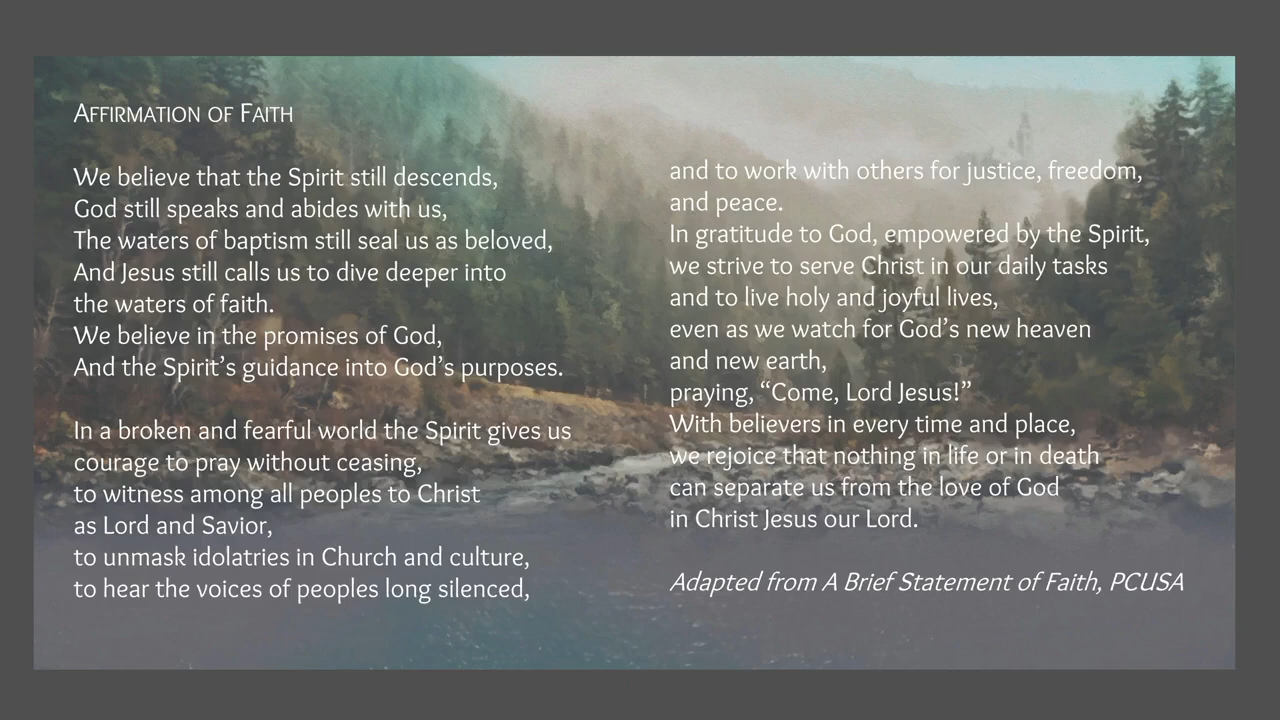 AFFIRMATION OF FAITH
We believe that the Spirit still descends,
God still speaks and abides with us,
The waters of baptism still seal us as beloved,
And Jesus still calls us to dive deeper into
the waters of faith.
We believe in the promises of God,
And the Spirit’s guidance into God’s purposes.
In a broken and fearful world the Spirit gives us
courage to pray without ceasing,
to witness among all peoples to Christ
as Lord and Savior,
to unmask idolatries in Church and culture,
to hear the voices of peoples long silenced,
and to work with others for justice, freedom,
and peace.
In gratitude to God, empowered by the Spirit,
we strive to serve Christ in our daily tasks
and to live holy and joyful lives,
even as we watch for God’s new heaven
and new earth,
praying, “Come, Lord Jesus!”
With believers in every time and place,
we rejoice that nothing in life or in death
can separate us from the love of God
in Christ Jesus our Lord.
Adapted from A Brief Statement of Faith, PCUSA